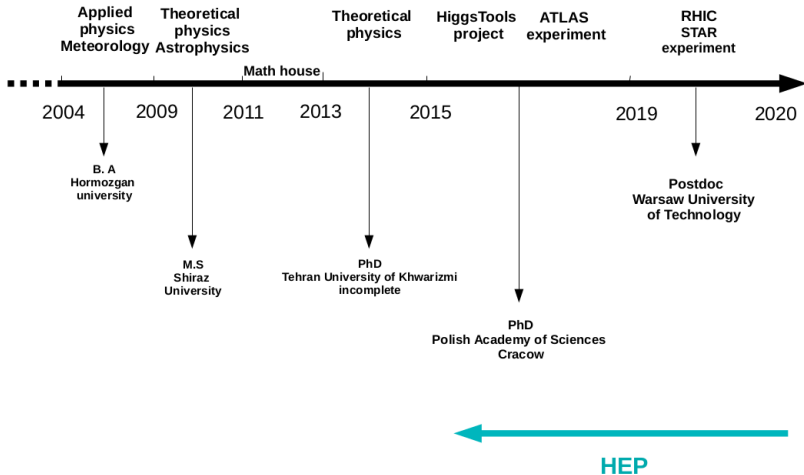 Applied
physics
Meteorology
Theoretical
physics
Astrophysics
Math house
Theoretical
physics
HiggsTools
project
ATLAS
experiment
RHIC
STAR
experiment
2004
2009
2011
2013
2015
2019
2020
B. A
Hormozgan
university
M.S
Shiraz
University
PhD
Tehran University of Khwarizmi
incomplete
PhD
Polish Academy of Sciences
Cracow
Postdoc
Warsaw University
of Technology
HEP